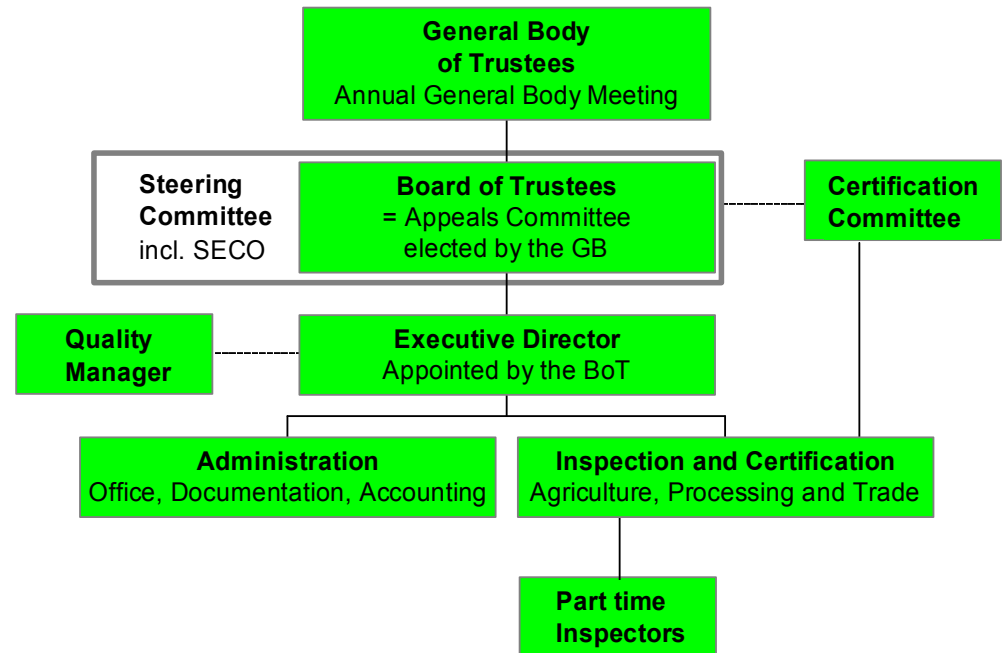 General Body
of Trustees
Annual General Body Meeting
Steering
Committee
incl. SECO
Board of Trustees
= Appeals Committee
elected by the GB
Certification
Committee
Quality
Manager
Executive Director
Appointed by the BoT
Administration
Office, Documentation, Accounting
Inspection and Certification
Agriculture, Processing and Trade
Part time
Inspectors